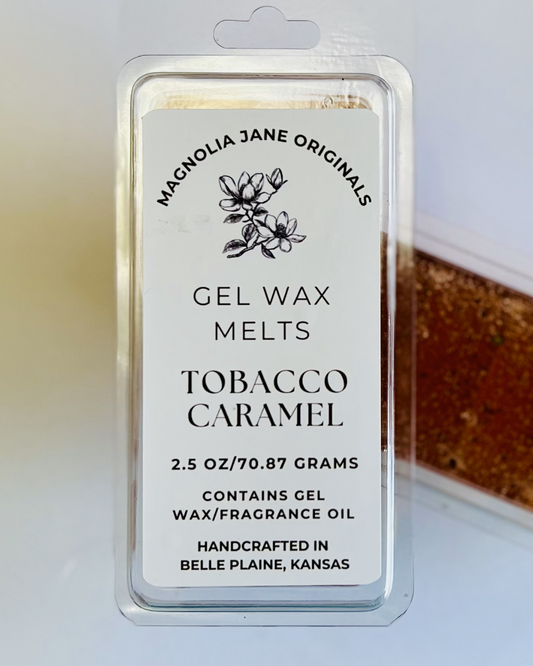 MAGNOLIA JANE ORIGINALS
GEL WAX
MELTS
TOBACCO
CARAMEL
2.5 OZ/70.87 GRAMS
CONTAINS GEL
WAX/FRAGRANCE OIL
HANDCRAFTED IN
BELLE PLAINE, KANSAS